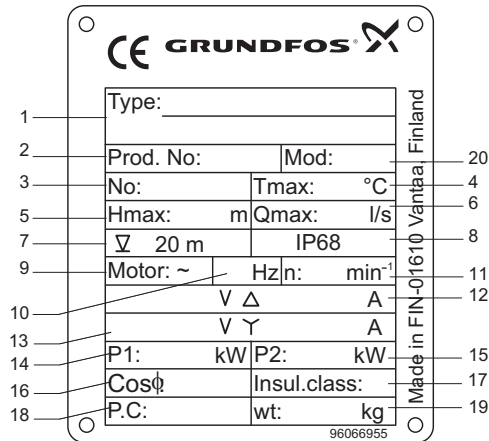 CE GRUNDFOS
1 Type:
2 Prod. No: Mod: 20
3 No: Tmax: °C 4
5 Hmax: m Qmax: l/s 6
7 ∇ 20 m IP68 8
9 Motor: ~ Hz n: min⁻¹ 11
10 V △ A 12
13 V Y A
14 P1: kW P2: kW 15
16 Cosϕ Insul.class: 17
18 P.C: wt: kg 19
96066955
Made in FIN-01610 Vantaa, Finland